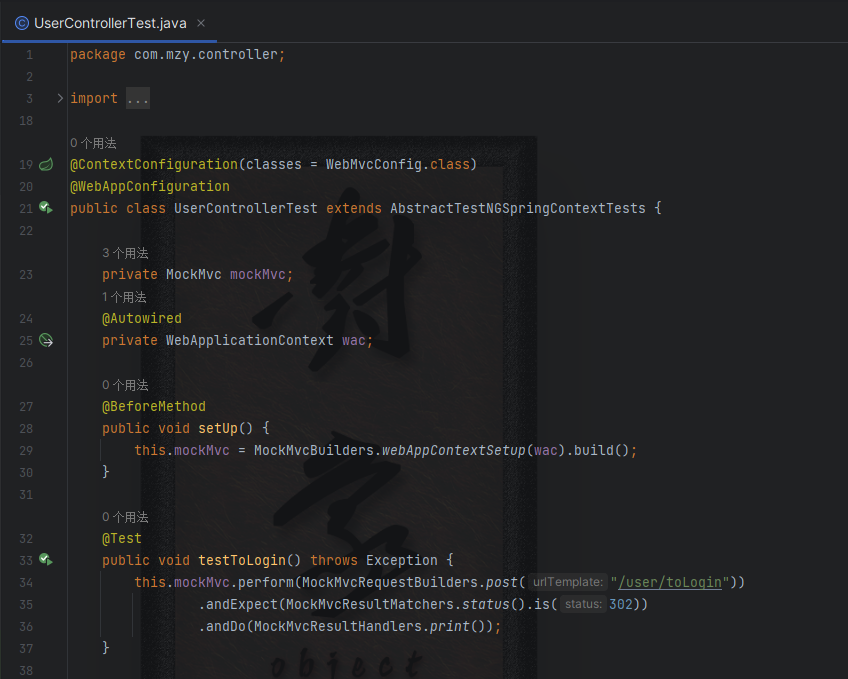 UserControllerTest.java
1 package com.mzy.controller;
2
3 import ...
18
0 个用法
19 @ContextConfiguration(classes = WebMvcConfig.class)
20 @WebAppConfiguration
21 public class UserControllerTest extends AbstractTestNGSpringContextTests {
22
3 个用法
23 private MockMvc mockMvc;
1 个用法
24 @Autowired
25 private WebApplicationContext wac;
26
0 个用法
27 @BeforeMethod
28 public void setUp() {
29 this.mockMvc = MockMvcBuilders.webAppContextSetup(wac).build();
30 }
31
0 个用法
32 @Test
33 public void testToLogin() throws Exception {
34 this.mockMvc.perform(MockMvcRequestBuilders.post( urlTemplate: "/user/toLogin"))
35 .andExpect(MockMvcResultMatchers.status().is( status: 302))
36 .andDo(MockMvcResultHandlers.print());
37 }
38
object